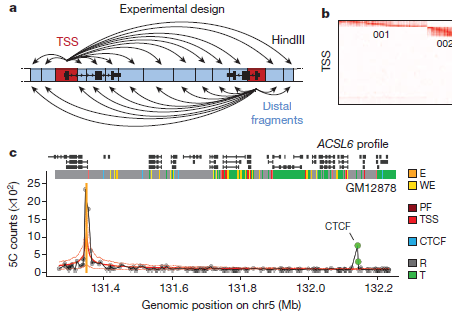 a
Experimental design
TSS
HindIII
Distal
fragments
b
TSS
001
002
c
ACSL6 profile
GM12878
5C counts (×10²)
25
20
15
10
5
0
CTCF
131.4
131.6
131.8
132.0
132.2
Genomic position on chr5 (Mb)
E
WE
PF
TSS
CTCF
R
T